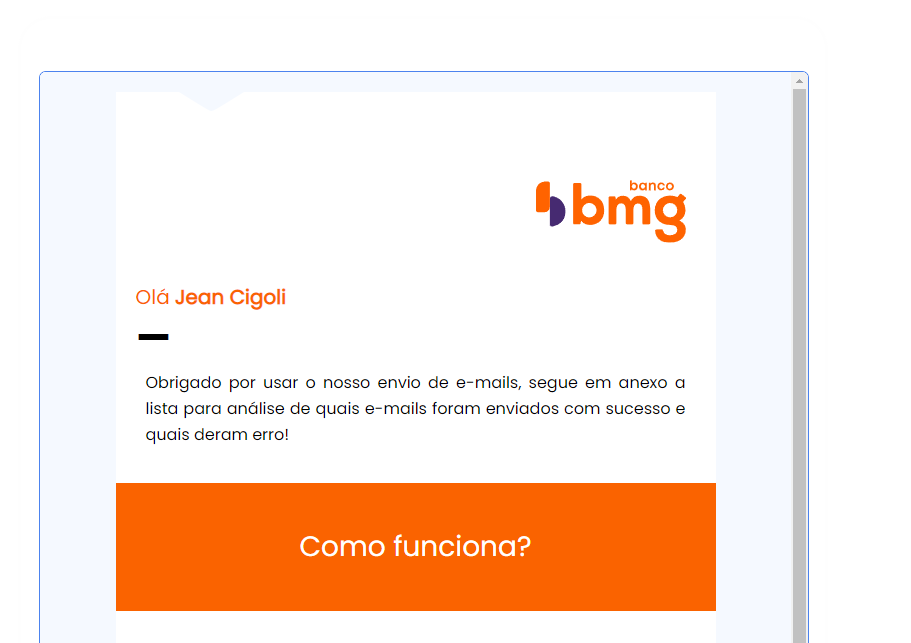 banco
bmg
Olá Jean Cigoli
Obrigado por usar o nosso envio de e-mails, segue em anexo a
lista para análise de quais e-mails foram enviados com sucesso e
quais deram erro!
Como funciona?